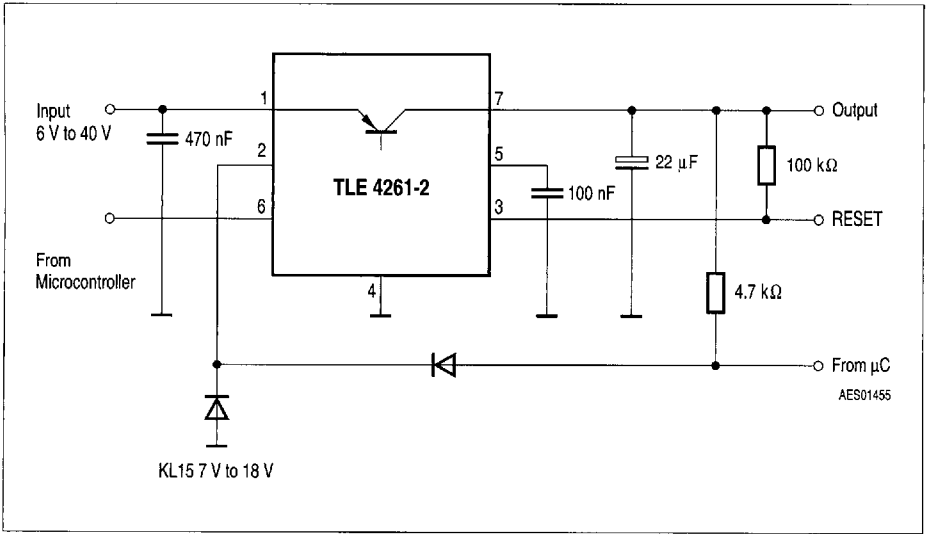 Input
6 V to 40 V
1
470 nF
2
6
From
Microcontroller
TLE 4261-2
4
7
5
3
100 nF
22 µF
Output
100 kΩ
RESET
4.7 kΩ
From µC
AES01455
KL15 7 V to 18 V